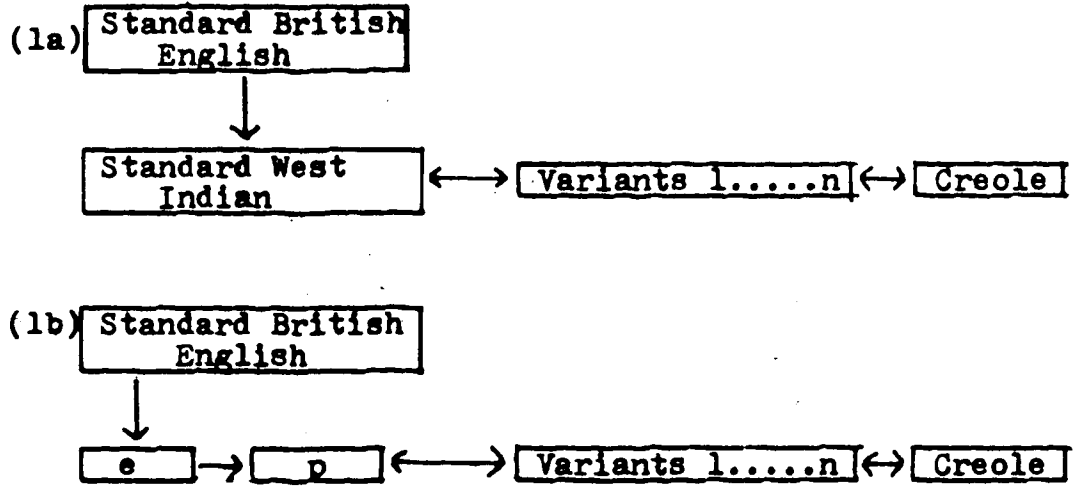 (1a) Standard British
English
Standard West
Indian
Variants 1.....n
Creole
(1b) Standard British
English
e
p
Variants 1.....n
Creole